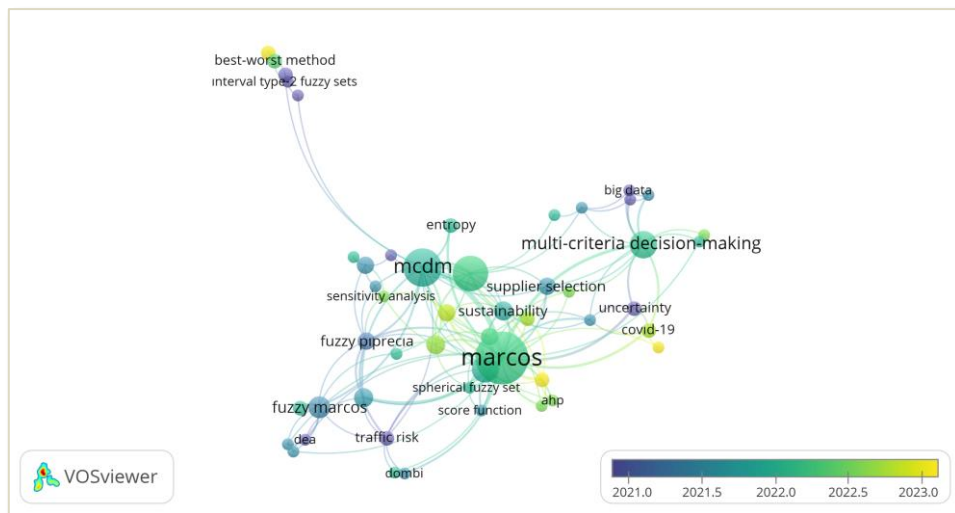 best-worst method
interval type-2 fuzzy sets
big data
entropy
multi-criteria decision-making
mcdm
supplier selection
sensitivity analysis
sustainability
uncertainty
covid-19
fuzzy piprecia
marcos
spherical fuzzy set
ahp
fuzzy marcos
score function
dea
traffic risk
dombi
VOSviewer
2021.0 2021.5 2022.0 2022.5 2023.0